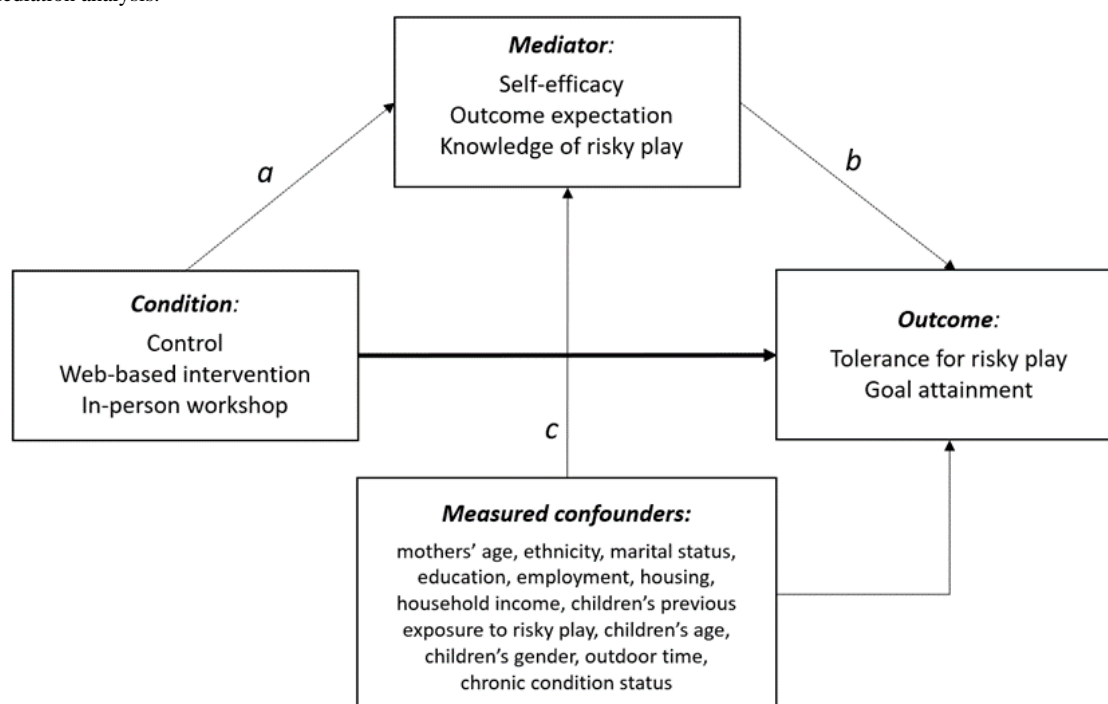 Mediator:
Self-efficacy
Outcome expectation
Knowledge of risky play
a
b
Condition:
Control
Web-based intervention
In-person workshop
Outcome:
Tolerance for risky play
Goal attainment
c
Measured confounders:
mothers’ age, ethnicity, marital status,
education, employment, housing,
household income, children’s previous
exposure to risky play, children’s age,
children’s gender, outdoor time,
chronic condition status